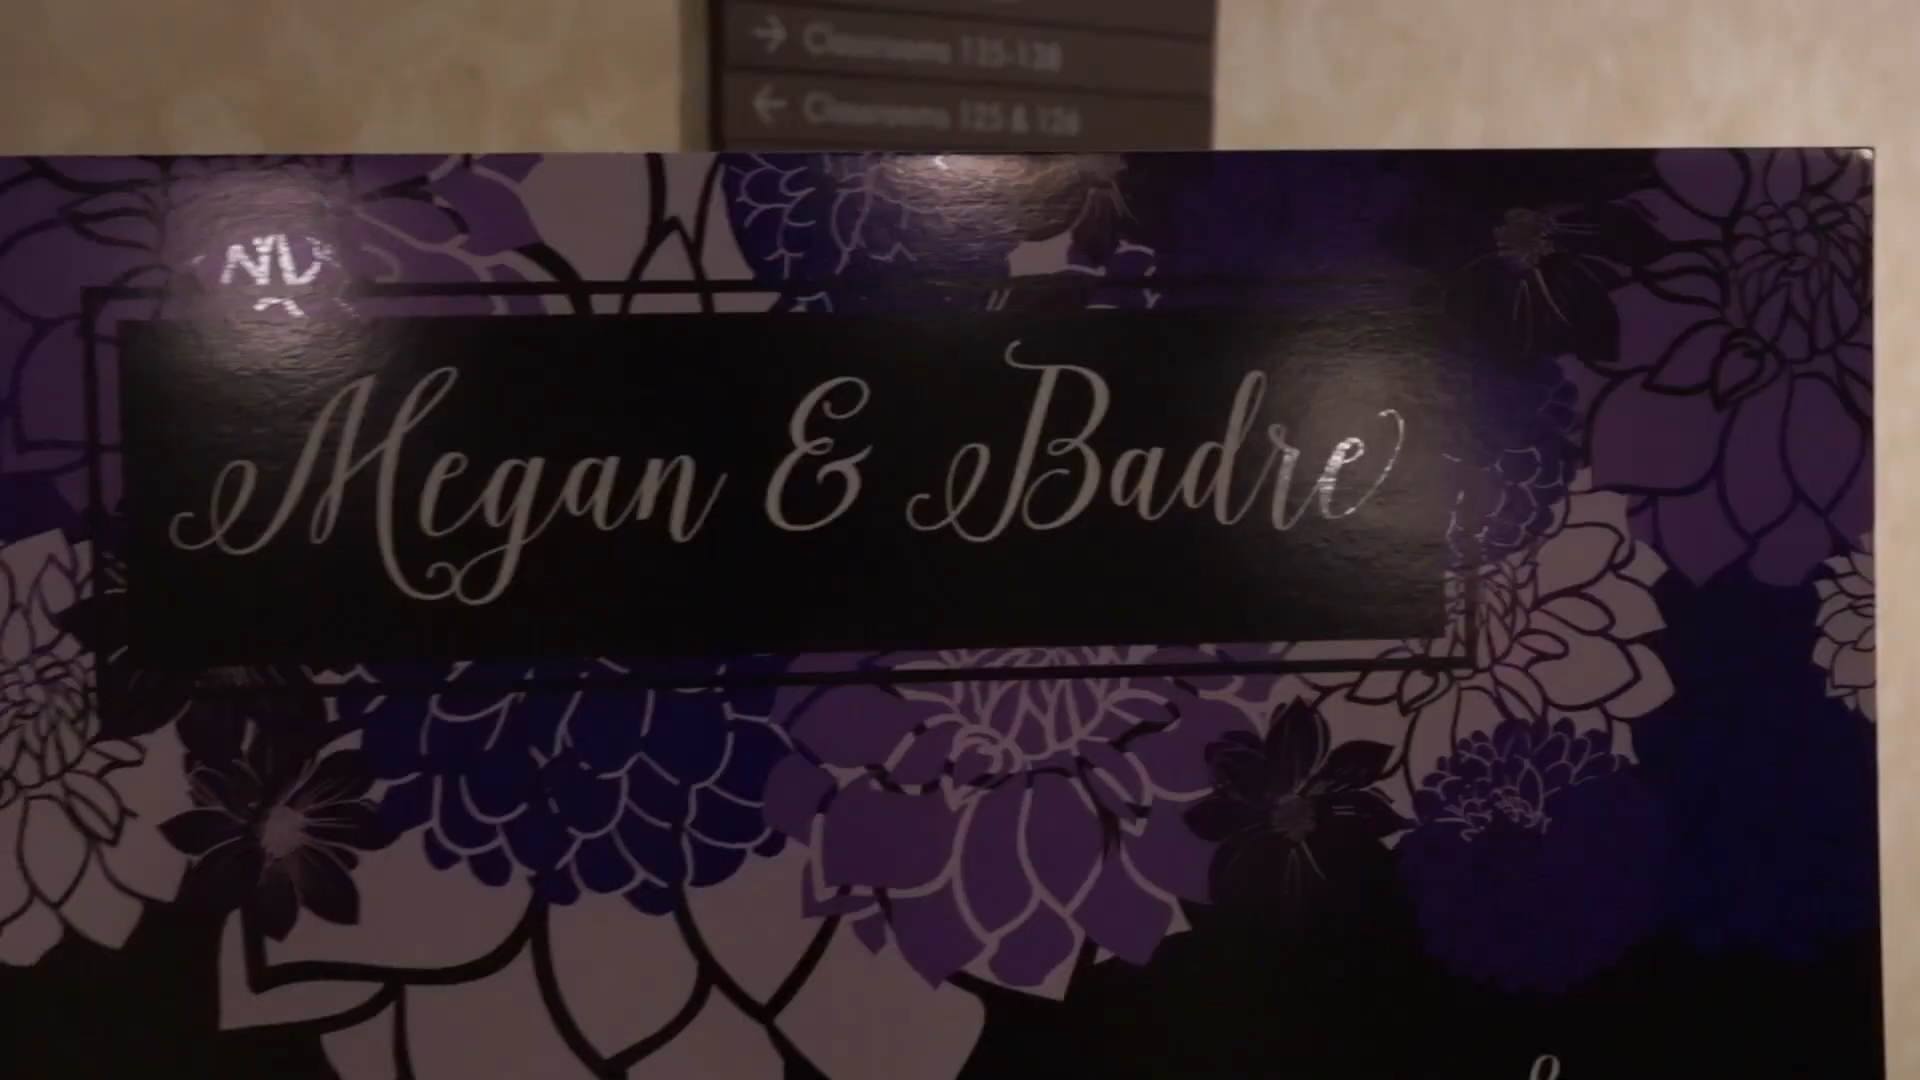 → Classrooms 125-138
← Classrooms 125 & 126
Megan & Badre